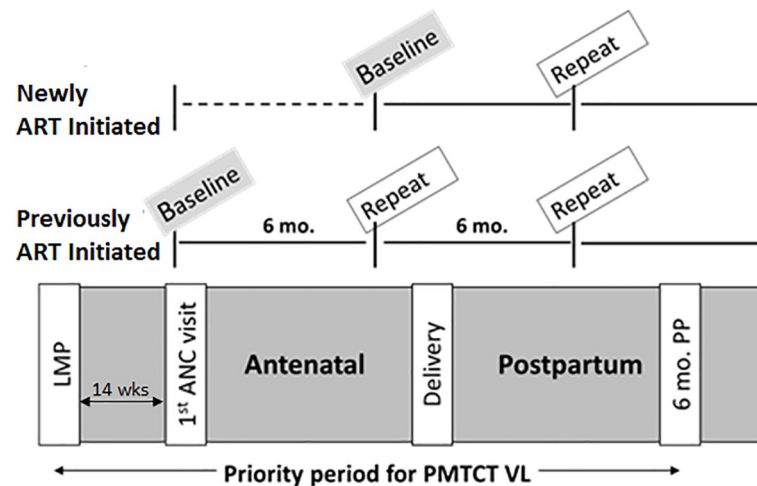 Baseline
Repeat
Newly
ART Initiated
Baseline
Repeat
Repeat
Previously
ART Initiated
6 mo.
6 mo.
LMP
14 wks
1st ANC visit
Antenatal
Delivery
Postpartum
6 mo. PP
Priority period for PMTCT VL